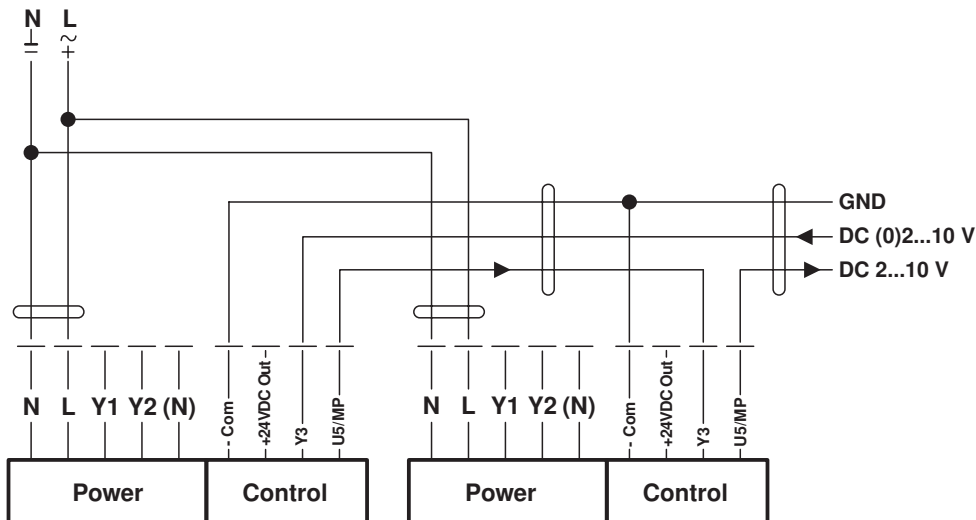 N L
⊥ ~
= +
GND
DC (0)2...10 V
DC 2...10 V
N L Y1 Y2 (N) - Com +24VDC Out Y3 U5/MP N L Y1 Y2 (N) - Com +24VDC Out Y3 U5/MP
Power Control Power Control